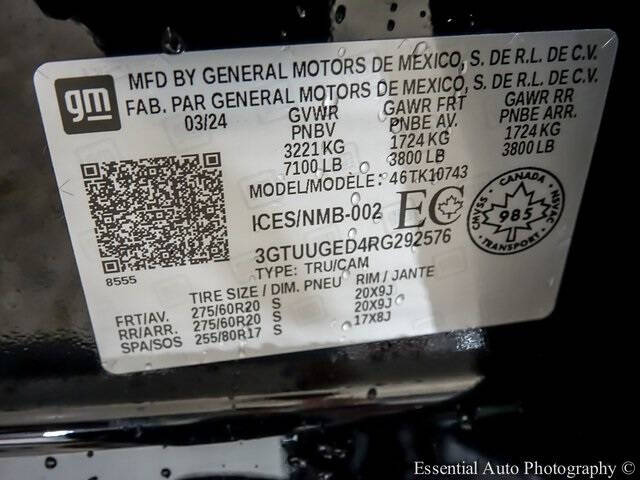 gm
MFD BY GENERAL MOTORS DE MEXICO, S. DE R.L. DE C.V.
FAB. PAR GENERAL MOTORS DE MEXICO, S. DE R.L. DE C.V.
03/24 GVWR GAWR FRT GAWR RR
PNBV PNBE AV. PNBE ARR.
3221 KG 1724 KG 1724 KG
7100 LB 3800 LB 3800 LB
MODEL/MODÈLE: 46TK10743
ICES/NMB-002 EC
CANADA
CMVSS 985 NSVAC
TRANSPORT
3GTUUGED4RG292576
TYPE: TRU/CAM
8555
TIRE SIZE / DIM. PNEU RIM / JANTE
FRT/AV. 275/60R20 S 20X9J
RR/ARR. 275/60R20 S 20X9J
SPA/SOS 255/80R17 S 17X8J
Essential Auto Photography (C)